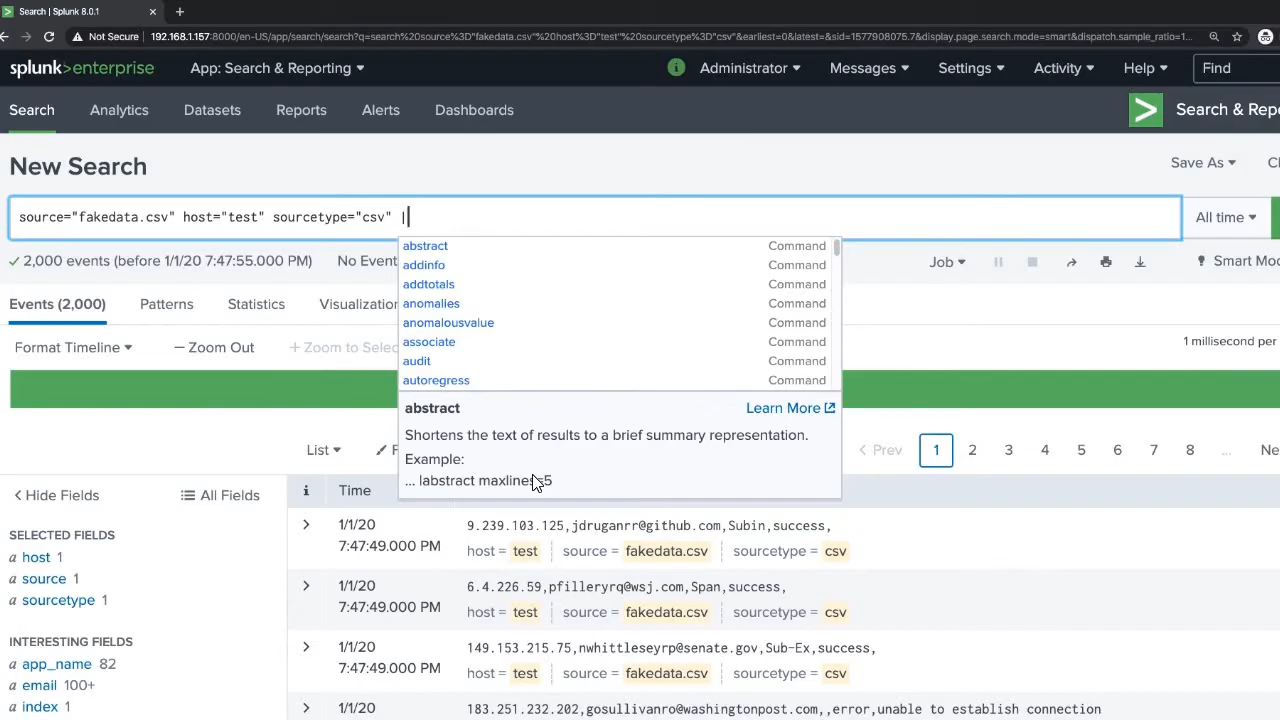 Search | Splunk 8.0.1
Not Secure | 192.168.1.157:8000/en-US/app/search/search?q=search%20source%3D"fakedata.csv"%20host%3D"test"%20sourcetype%3D"csv"&earliest=0&latest=&sid=1577908075.7&display.page.search.mode=smart&dispatch.sample_ratio=1...
splunk>enterprise App: Search & Reporting Administrator Messages Settings Activity Help Find
Search Analytics Datasets Reports Alerts Dashboards Search & Repo
New Search Save As Cl
source="fakedata.csv" host="test" sourcetype="csv" | All time
2,000 events (before 1/1/20 7:47:55.000 PM) No Event Job Smart Mod
abstract Command
addinfo Command
addtotals Command
anomalies Command
anomalousvalue Command
associate Command
audit Command
autoregress Command
Events (2,000) Patterns Statistics Visualization
Format Timeline — Zoom Out + Zoom to Selec 1 millisecond per
abstract Learn More
Shortens the text of results to a brief summary representation.
Example:
... |abstract maxlines=5
List F < Prev 1 2 3 4 5 6 7 8 ... Ne
< Hide Fields All Fields i Time
SELECTED FIELDS
a host 1
a source 1
a sourcetype 1
INTERESTING FIELDS
a app_name 82
a email 100+
a index 1
1/1/20 7:47:49.000 PM
9.239.103.125,jdruganrr@github.com,Subin,success,
host = test source = fakedata.csv sourcetype = csv
1/1/20 7:47:49.000 PM
6.4.226.59,pfilleryrq@wsj.com,Span,success,
host = test source = fakedata.csv sourcetype = csv
1/1/20 7:47:49.000 PM
149.153.215.75,nwhittleseyrp@senate.gov,Sub-Ex,success,
host = test source = fakedata.csv sourcetype = csv
1/1/20
183.251.232.202,gosullivanro@washingtonpost.com,,error,unable to establish connection